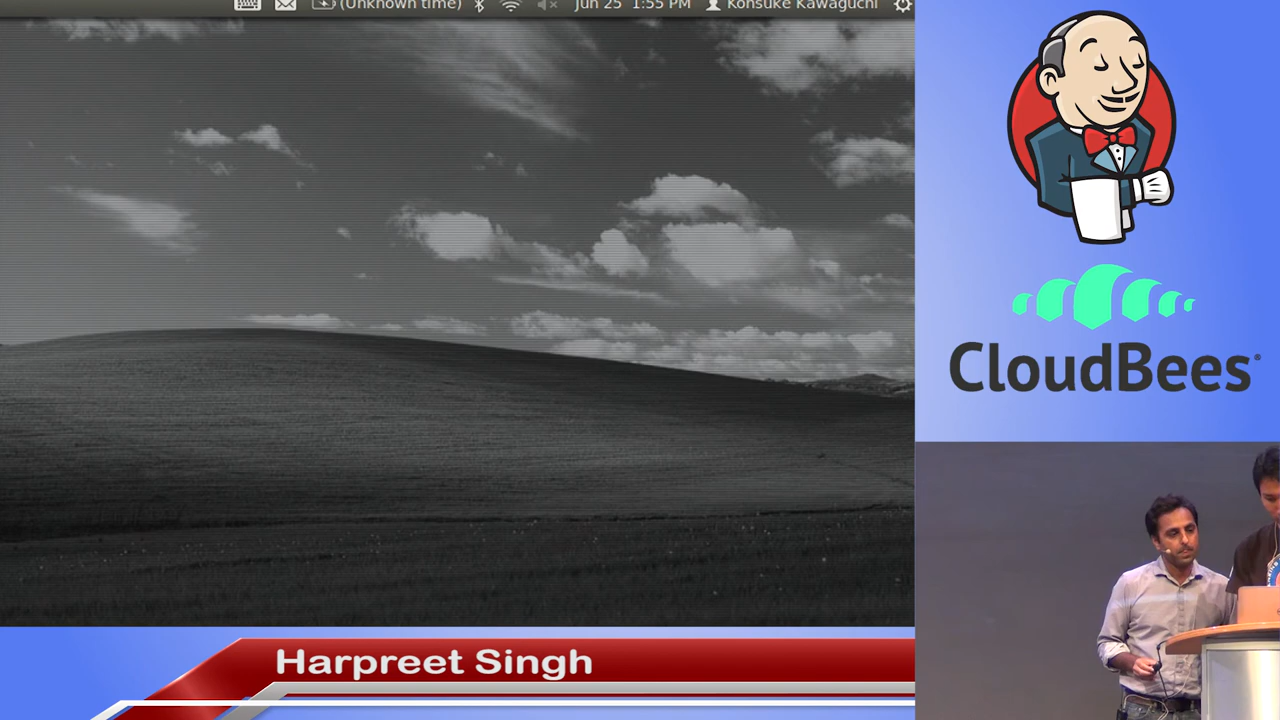 (Unknown time) Jun 25 1:55 PM Kohsuke Kawaguchi
CloudBees
Harpreet Singh